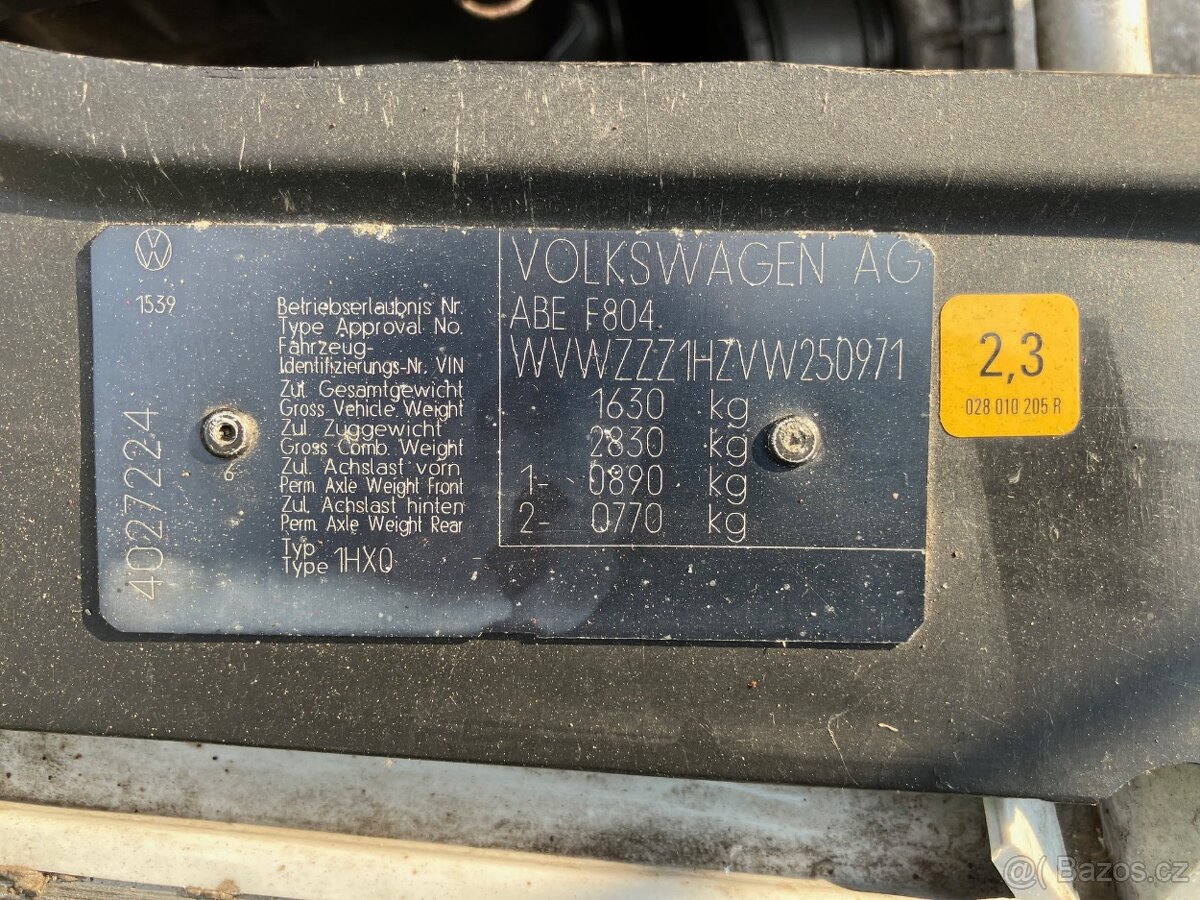 VW
1539
4027224
Betriebserlaubnis Nr.
Type Approval No.
Fahrzeug-
Identifizierungs-Nr. VIN
Zul. Gesamtgewicht
Gross Vehicle Weight
Zul. Zuggewicht
Gross Comb. Weight
Zul. Achslast vorn
Perm. Axle Weight Front
Zul. Achslast hinten
Perm. Axle Weight Rear
Typ
Type 1HX0
VOLKSWAGEN AG
ABE F804
WVWZZZ1HZVW250971
1630 kg
2830 kg
1- 0890 kg
2- 0770 kg
2,3
028 010 205 R
Bazos.cz